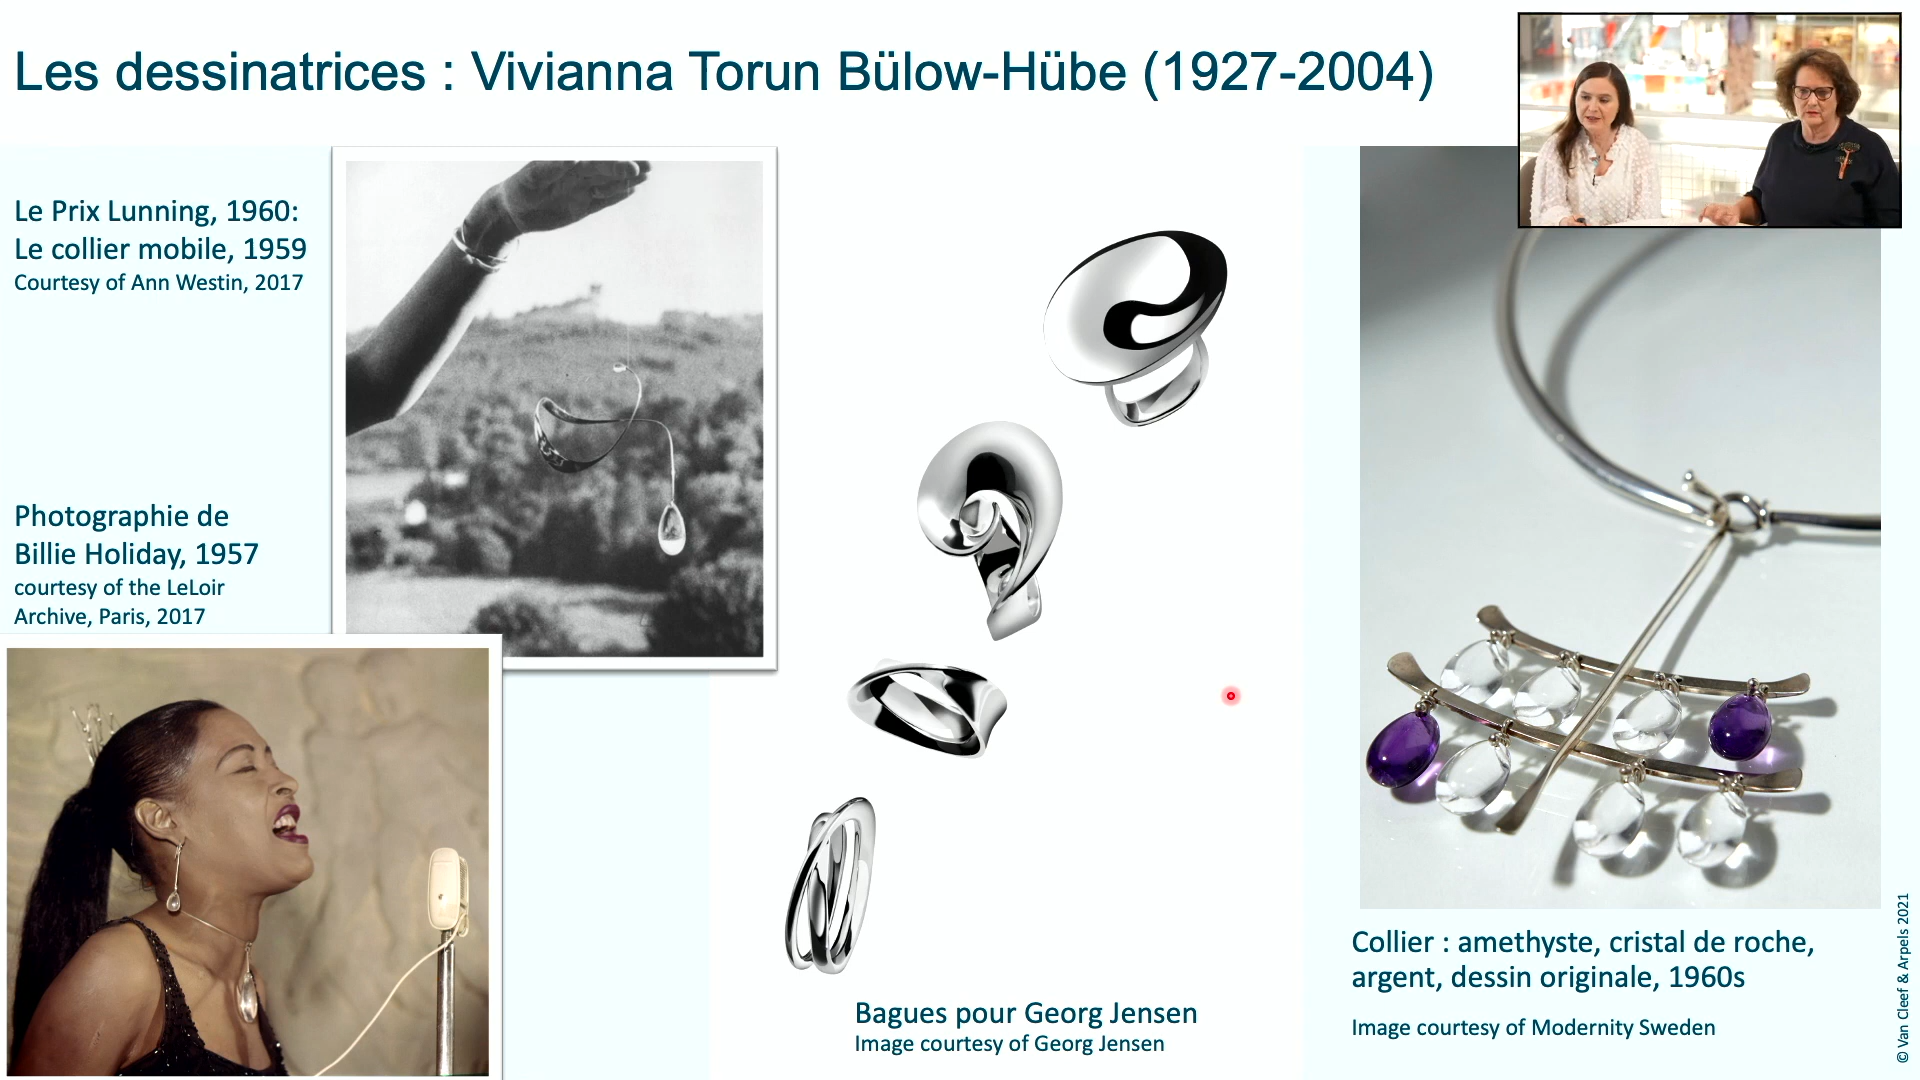 Les dessinatrices : Vivianna Torun Bülow-Hübe (1927-2004)
Le Prix Lunning, 1960:
Le collier mobile, 1959
Courtesy of Ann Westin, 2017
Photographie de
Billie Holiday, 1957
courtesy of the LeLoir
Archive, Paris, 2017
Bagues pour Georg Jensen
Image courtesy of Georg Jensen
Collier : amethyste, cristal de roche,
argent, dessin originale, 1960s
Image courtesy of Modernity Sweden
© Van Cleef & Arpels 2021